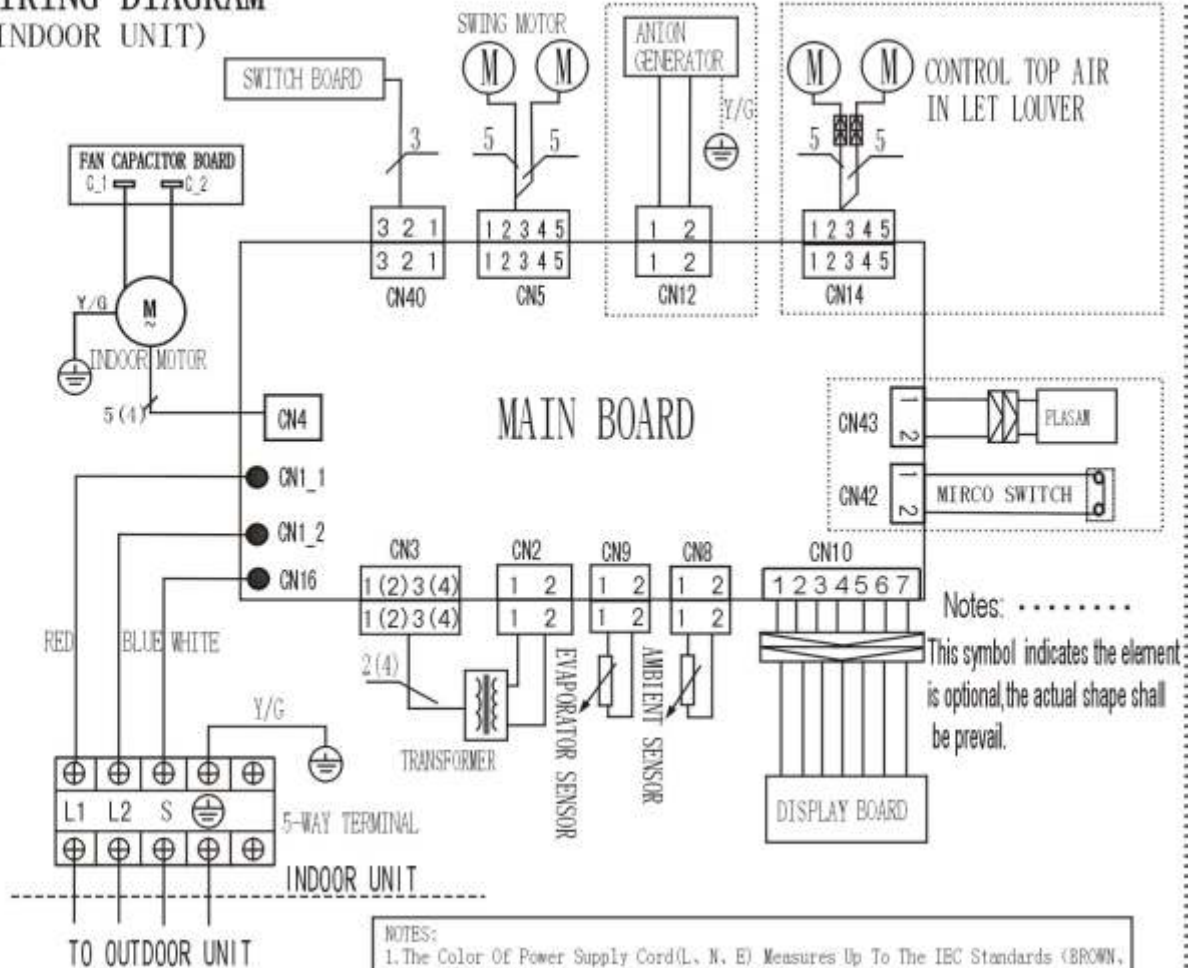 IRING DIAGRAM
INDOOR UNIT)
SWITCH BOARD
3
3 2 1
3 2 1
CN40
SWING MOTOR
M M
5 5
1 2 3 4 5
1 2 3 4 5
CN5
ANION
GENERATOR
Y/G
1 2
1 2
CN12
M M
CONTROL TOP AIR
IN LET LOUVER
5 5
1 2 3 4 5
1 2 3 4 5
CN14
FAN CAPACITOR BOARD
C_1 C_2
Y/G
M
~
INDOOR MOTOR
5(4)
CN4
MAIN BOARD
CN43
1
2
PLASAM
CN42
1
2
MIRCO SWITCH
CN1_1
CN1_2
CN16
RED
BLUE
WHITE
CN3
1(2)3(4)
1(2)3(4)
2(4)
TRANSFORMER
CN2
1 2
1 2
CN9
1 2
1 2
EVAPORATOR SENSOR
CN8
1 2
1 2
AMBIENT SENSOR
CN10
1 2 3 4 5 6 7
DISPLAY BOARD
Notes: ········
This symbol indicates the element
is optional,the actual shape shall
be prevail.
Y/G
L1 L2 S
5-WAY TERMINAL
INDOOR UNIT
TO OUTDOOR UNIT
NOTES:
1.The Color Of Power Supply Cord(L、N、E) Measures Up To The IEC Standards (BROWN、